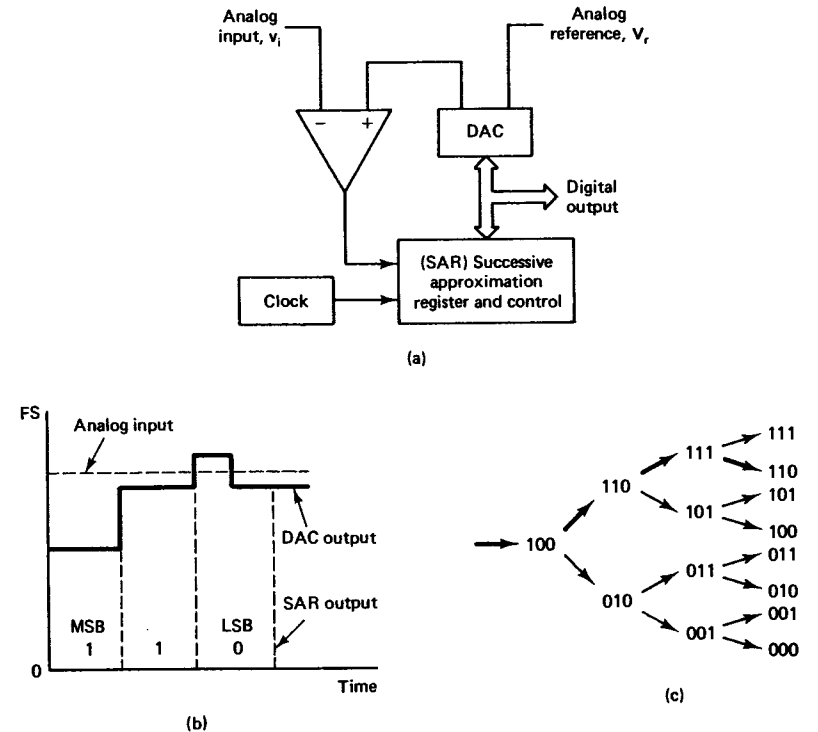 Analog
input, vi
Analog
reference, Vr
− +
DAC
Digital
output
(SAR) Successive
approximation
register and control
Clock
(a)
FS
Analog input
DAC output
SAR output
MSB
LSB
1 1 0
0
Time
(b)
111
111
110
110
101
101
100
100
011
011
010
010
001
001
000
(c)